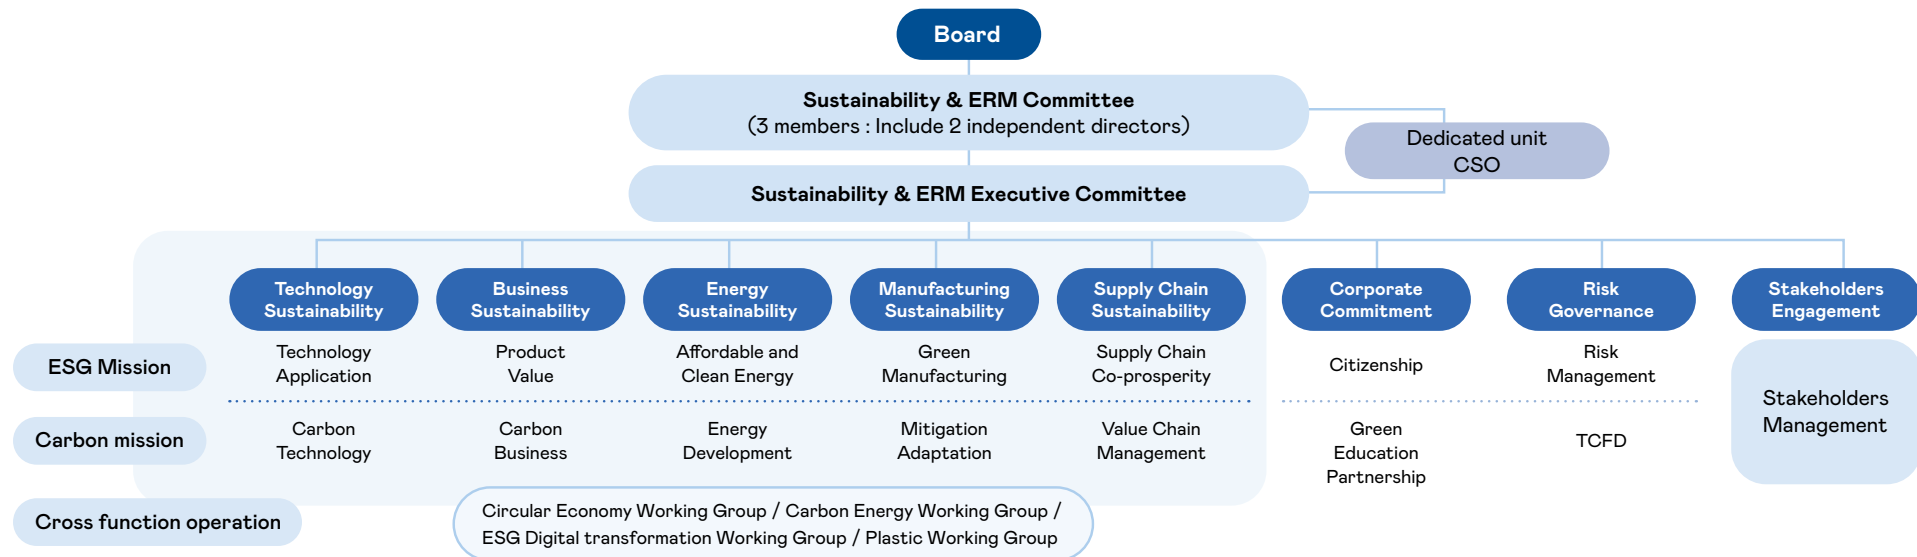 Board
Sustainability & ERM Committee
(3 members : Include 2 independent directors)
Dedicated unit
CSO
Sustainability & ERM Executive Committee
Technology
Sustainability
Business
Sustainability
Energy
Sustainability
Manufacturing
Sustainability
Supply Chain
Sustainability
Corporate
Commitment
Risk
Governance
Stakeholders
Engagement
ESG Mission
Technology
Application
Product
Value
Affordable and
Clean Energy
Green
Manufacturing
Supply Chain
Co-prosperity
Citizenship
Risk
Management
Stakeholders
Management
Carbon mission
Carbon
Technology
Carbon
Business
Energy
Development
Mitigation
Adaptation
Value Chain
Management
Green
Education
Partnership
TCFD
Cross function operation
Circular Economy Working Group / Carbon Energy Working Group /
ESG Digital transformation Working Group / Plastic Working Group